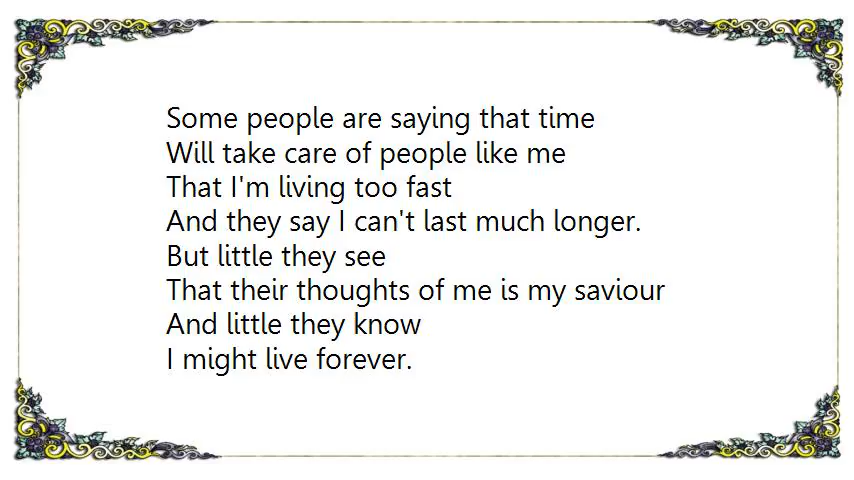 Some people are saying that time
Will take care of people like me
That I'm living too fast
And they say I can't last much longer.
But little they see
That their thoughts of me is my saviour
And little they know
I might live forever.